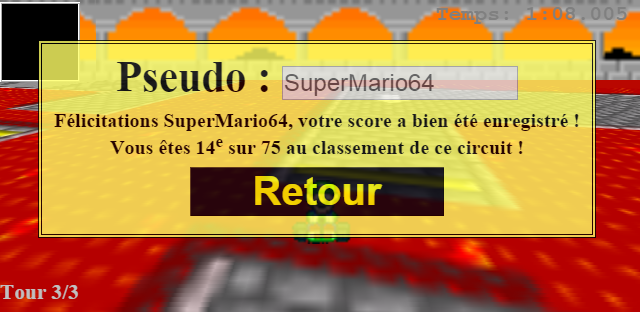 Temps: 1:08.005
Pseudo : SuperMario64
Félicitations SuperMario64, votre score a bien été enregistré !
Vous êtes 14e sur 75 au classement de ce circuit !
Retour
Tour 3/3